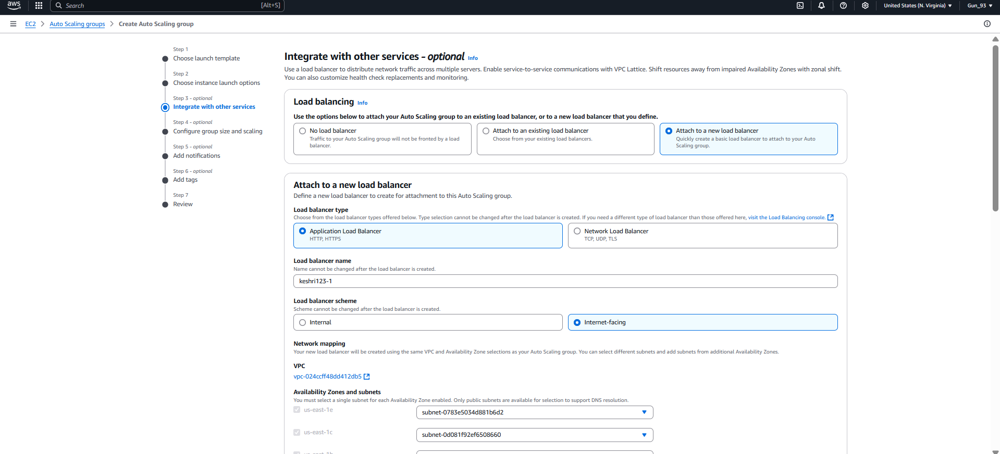 aws
Search
[Alt+S]
United States (N. Virginia)
Gun_93
EC2
Auto Scaling groups
Create Auto Scaling group
Step 1
Choose launch template
Step 2
Choose instance launch options
Step 3 - optional
Integrate with other services
Step 4 - optional
Configure group size and scaling
Step 5 - optional
Add notifications
Step 6 - optional
Add tags
Step 7
Review
Integrate with other services - optional Info
Use a load balancer to distribute network traffic across multiple servers. Enable service-to-service communications with VPC Lattice. Shift resources away from impaired Availability Zones with zonal shift.
You can also customize health check replacements and monitoring.
Load balancing Info
Use the options below to attach your Auto Scaling group to an existing load balancer, or to a new load balancer that you define.
No load balancer
Traffic to your Auto Scaling group will not be fronted by a load
balancer.
Attach to an existing load balancer
Choose from your existing load balancers.
Attach to a new load balancer
Quickly create a basic load balancer to attach to your Auto
Scaling group.
Attach to a new load balancer
Define a new load balancer to create for attachment to this Auto Scaling group.
Load balancer type
Choose from the load balancer types offered below. Type selection cannot be changed after the load balancer is created. If you need a different type of load balancer than those offered here, visit the Load Balancing console.
Application Load Balancer
HTTP, HTTPS
Network Load Balancer
TCP, UDP, TLS
Load balancer name
Name cannot be changed after the load balancer is created.
keshri123-1
Load balancer scheme
Scheme cannot be changed after the load balancer is created.
Internal
Internet-facing
Network mapping
Your new load balancer will be created using the same VPC and Availability Zone selections as your Auto Scaling group. You can select different subnets and add subnets from additional Availability Zones.
VPC
vpc-024ccff48dd412db5
Availability Zones and subnets
You must select a single subnet for each Availability Zone enabled. Only public subnets are available for selection to support DNS resolution.
us-east-1e
subnet-0783e5034d881b6d2
us-east-1c
subnet-0d081f92ef6508660